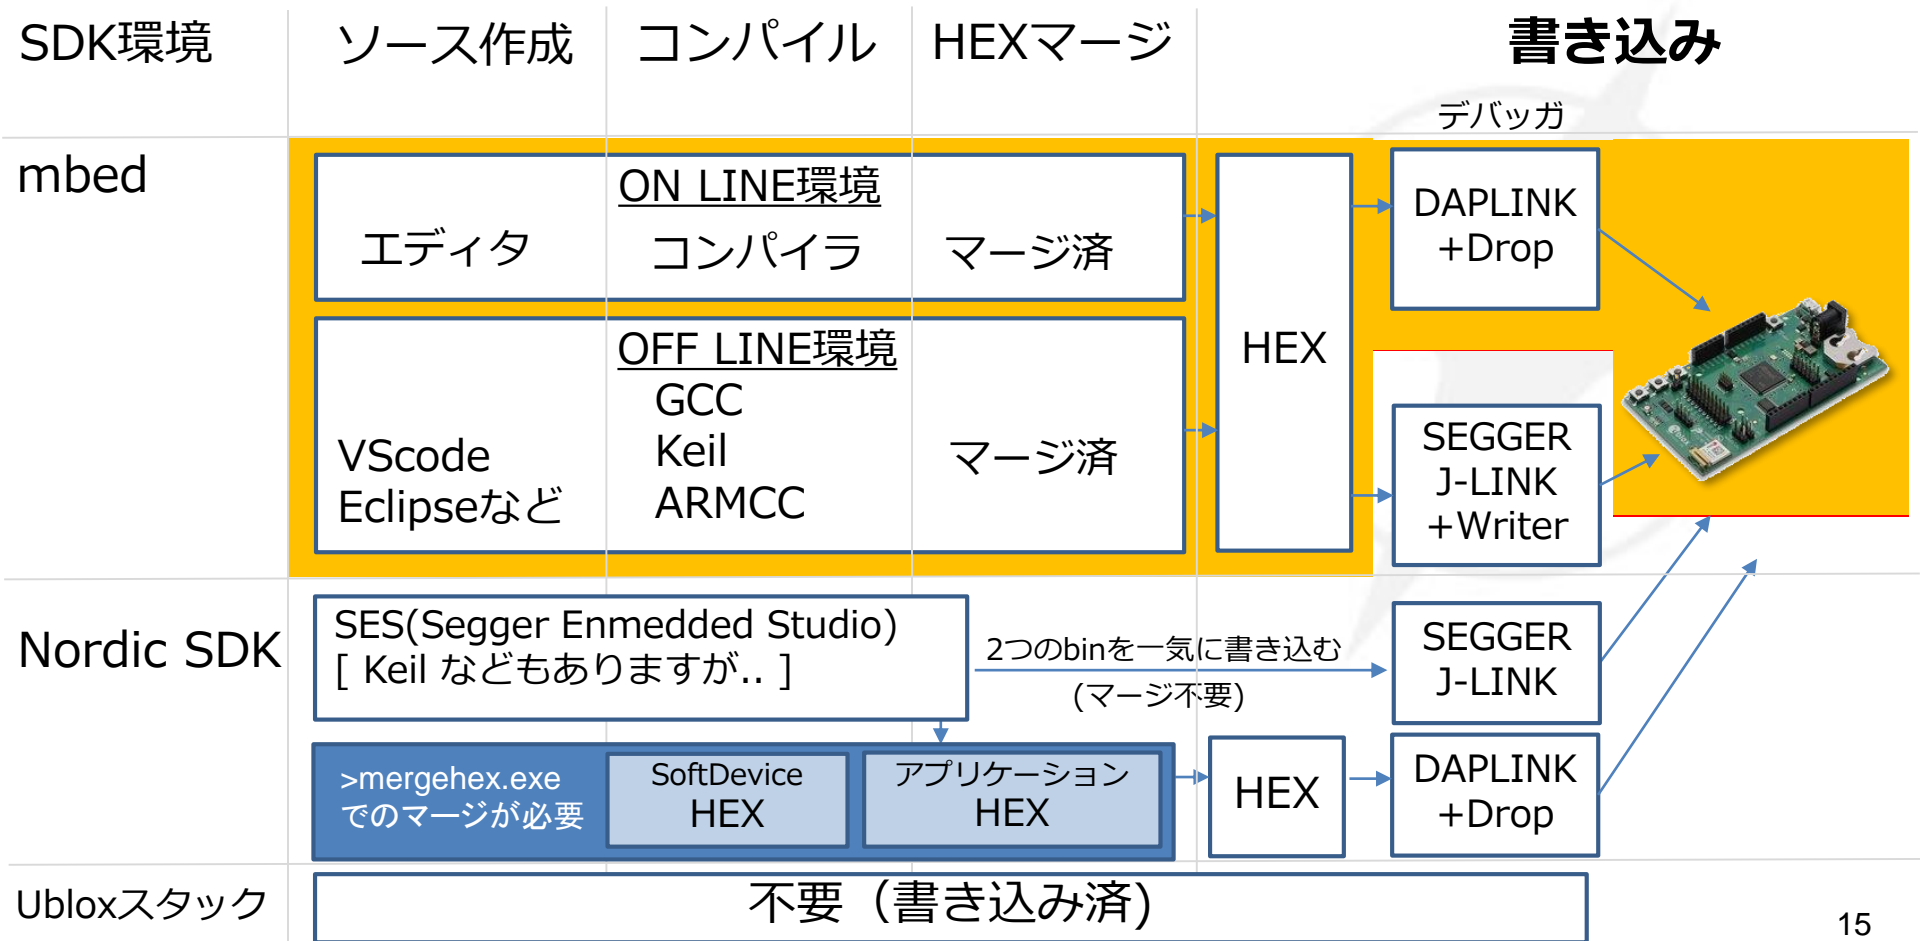 SDK環境
ソース作成
コンパイル
HEXマージ
書き込み
デバッガ
mbed
ON LINE環境
エディタ
コンパイラ
マージ済
OFF LINE環境
GCC
Keil
ARMCC
VScode
Eclipseなど
マージ済
HEX
DAPLINK
+Drop
SEGGER
J-LINK
+Writer
Nordic SDK
SES(Segger Enmedded Studio)
[ Keil などもありますが.. ]
2つのbinを一気に書き込む
(マージ不要)
SEGGER
J-LINK
>mergehex.exe
でのマージが必要
SoftDevice
HEX
アプリケーション
HEX
HEX
DAPLINK
+Drop
Ubloxスタック
不要（書き込み済)
15